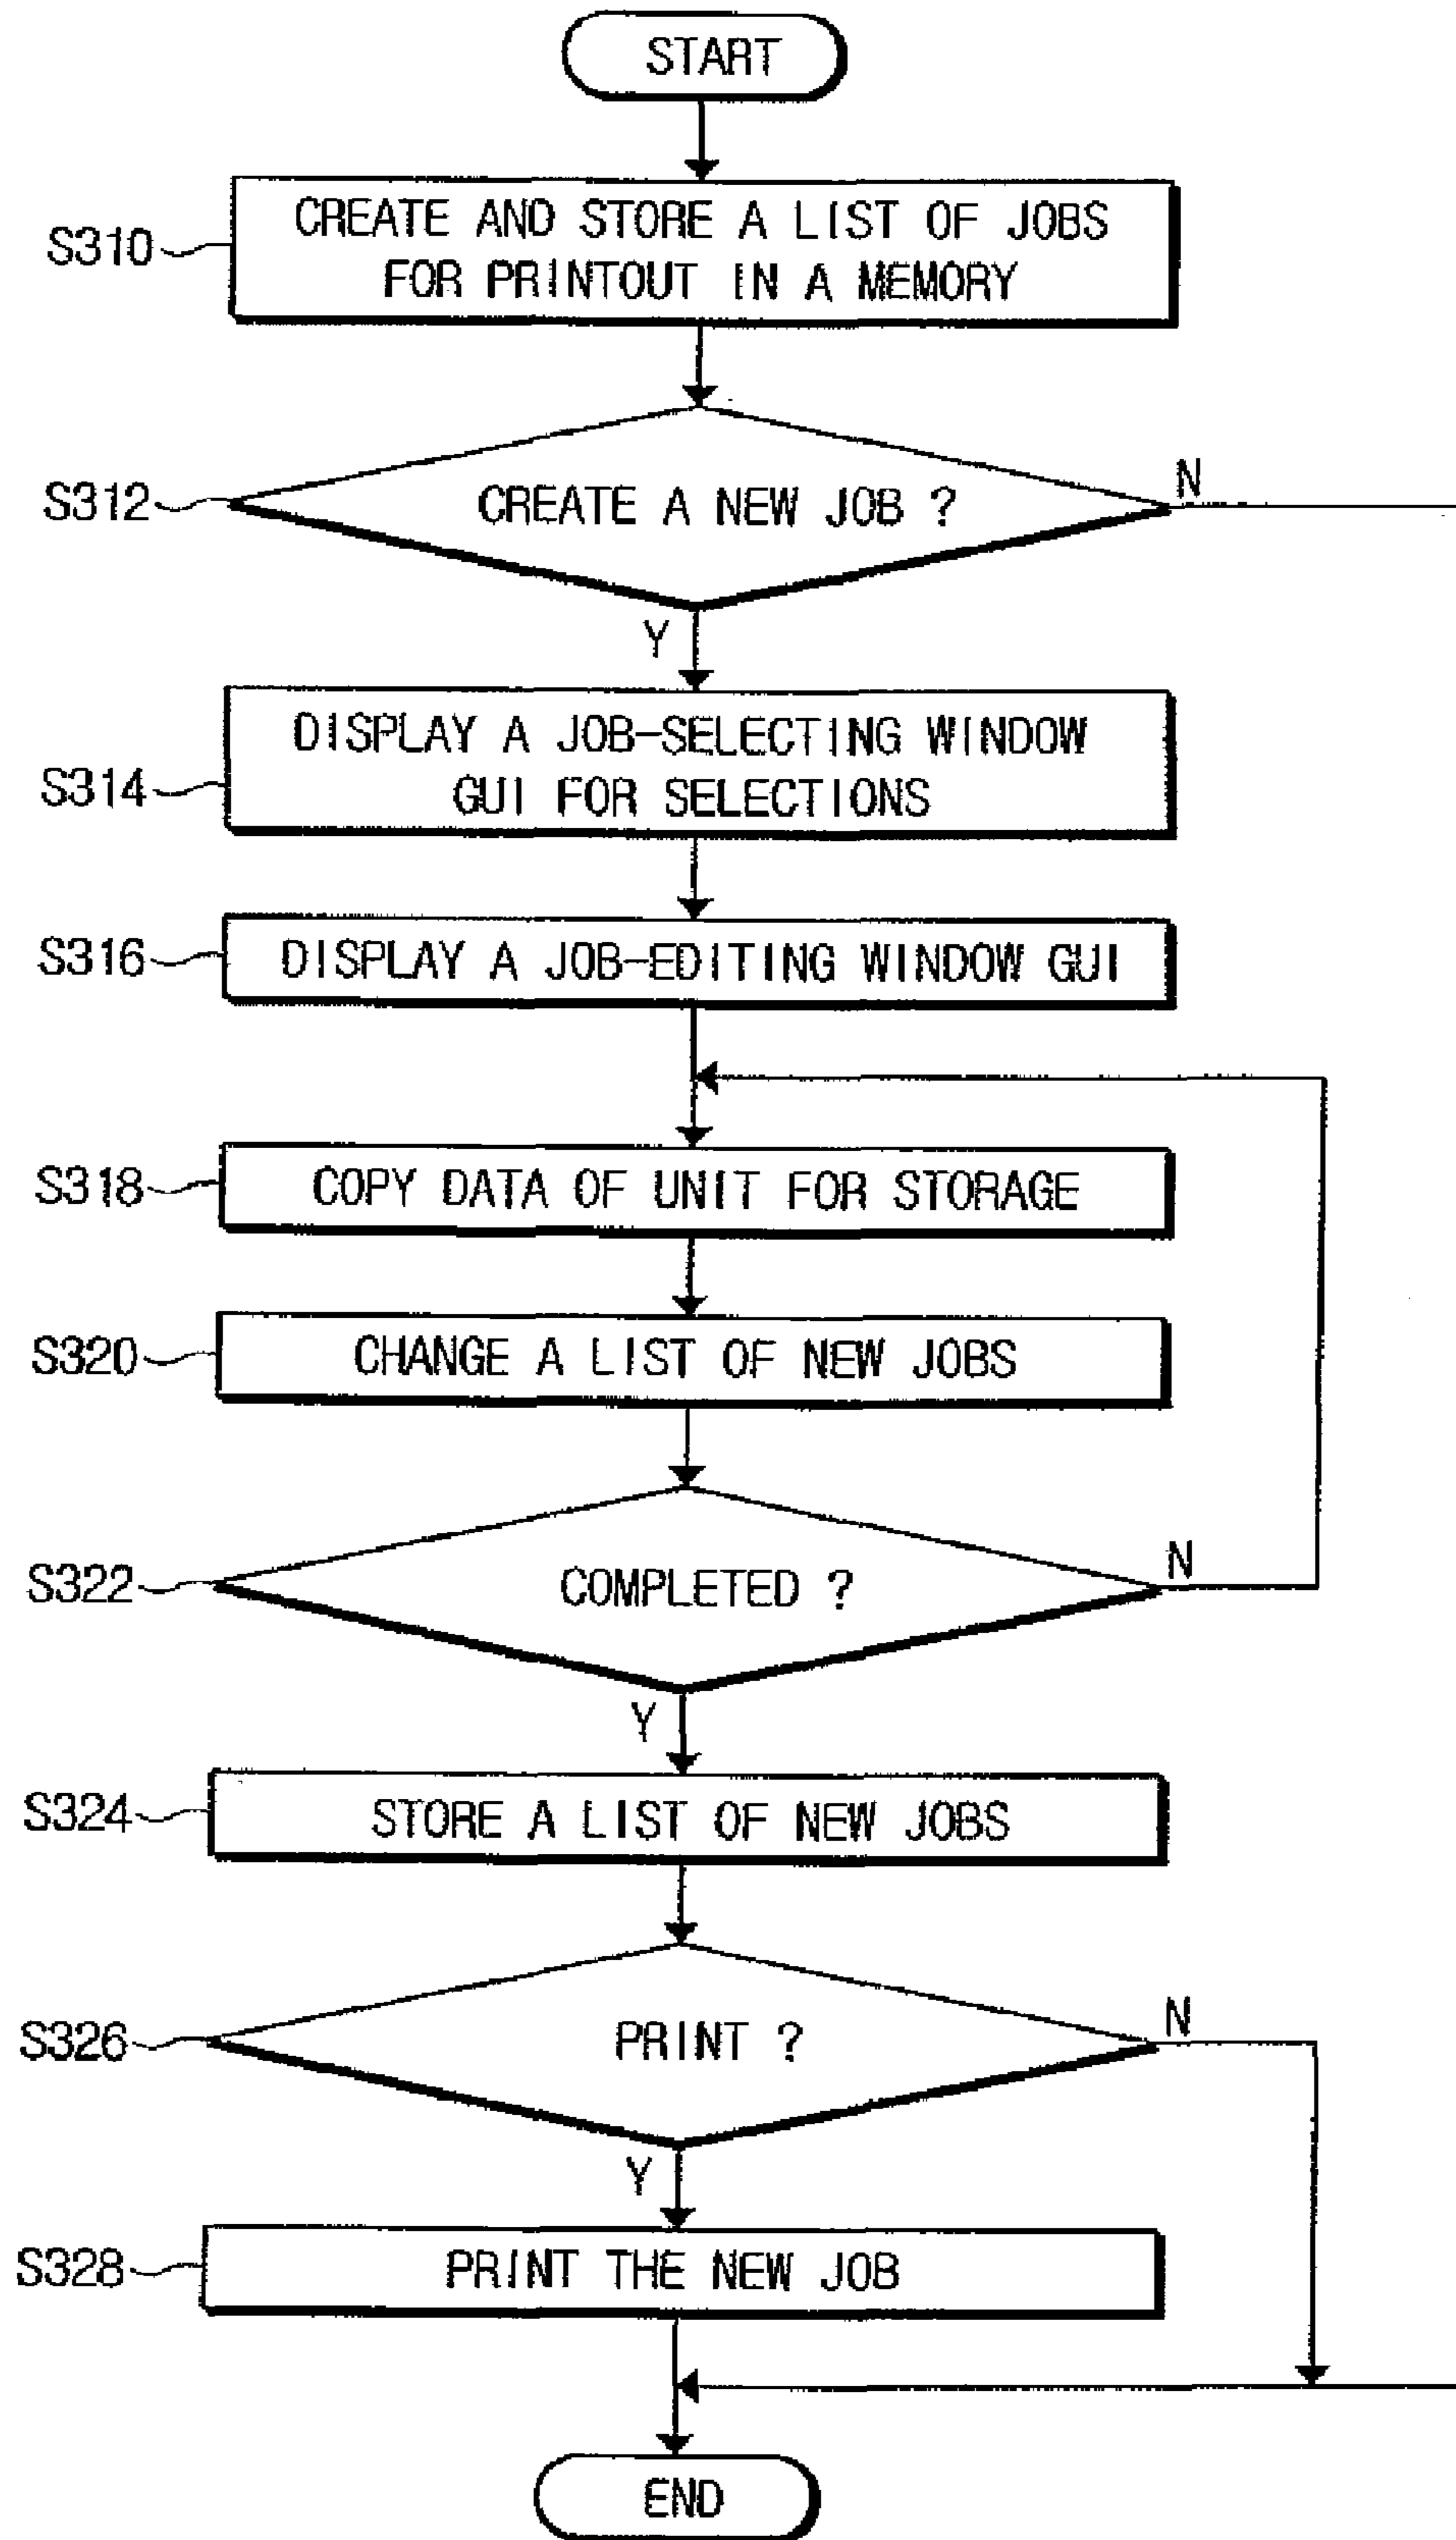 START
S310
CREATE AND STORE A LIST OF JOBS
FOR PRINTOUT IN A MEMORY
S312
CREATE A NEW JOB ?
N
Y
S314
DISPLAY A JOB-SELECTING WINDOW
GUI FOR SELECTIONS
S316
DISPLAY A JOB-EDITING WINDOW GUI
S318
COPY DATA OF UNIT FOR STORAGE
S320
CHANGE A LIST OF NEW JOBS
S322
COMPLETED ?
N
Y
S324
STORE A LIST OF NEW JOBS
S326
PRINT ?
N
Y
S328
PRINT THE NEW JOB
END